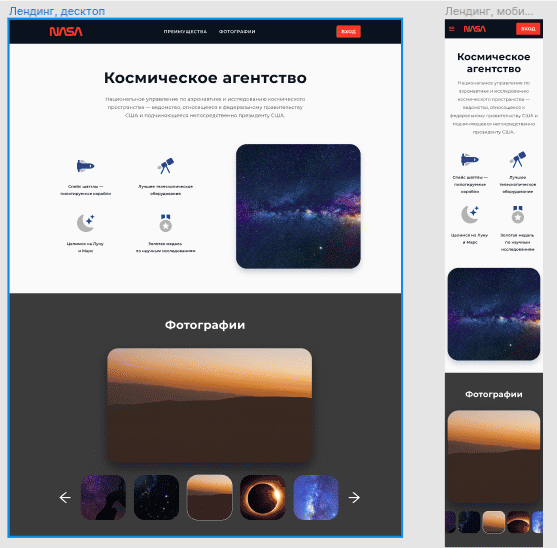 Лендинг, десктоп
NASA
ПРЕИМУЩЕСТВА
ФОТОГРАФИИ
ВХОД
Космическое агентство
Национальное управление по аэронавтике и исследованию космического
пространства — ведомство, относящееся к федеральному правительству
США и подчиняющееся непосредственно президенту США.
Спейс шаттлы —
пилотируемые корабли
Лучшее телескопическое
оборудование
Целимся на Луну
и Марс
Золотая медаль
по научным исследованиям
Фотографии
Лендинг, моби...
NASA
ВХОД
Космическое
агентство
Национальное управление по
аэронавтике и исследованию
космического пространства —
ведомство, относящееся к
федеральному правительству США и
подчиняющееся непосредственно
президенту США.
Спейс шаттлы —
пилотируемые
корабли
Лучшее
телескопическое
оборудование
Целимся на Луну
и Марс
Золотая медаль
по научным
исследованиям
Фотографии